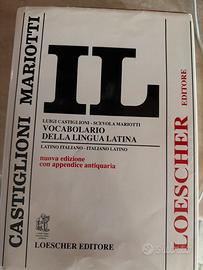 CASTIGLIONI MARIOTTI
IL
LUIGI CASTIGLIONI - SCEVOLA MARIOTTI
VOCABOLARIO
DELLA LINGUA LATINA
LATINO ITALIANO - ITALIANO LATINO
nuova edizione
con appendice antiquaria
LOESCHER EDITORE
LOESCHER EDITORE
subito